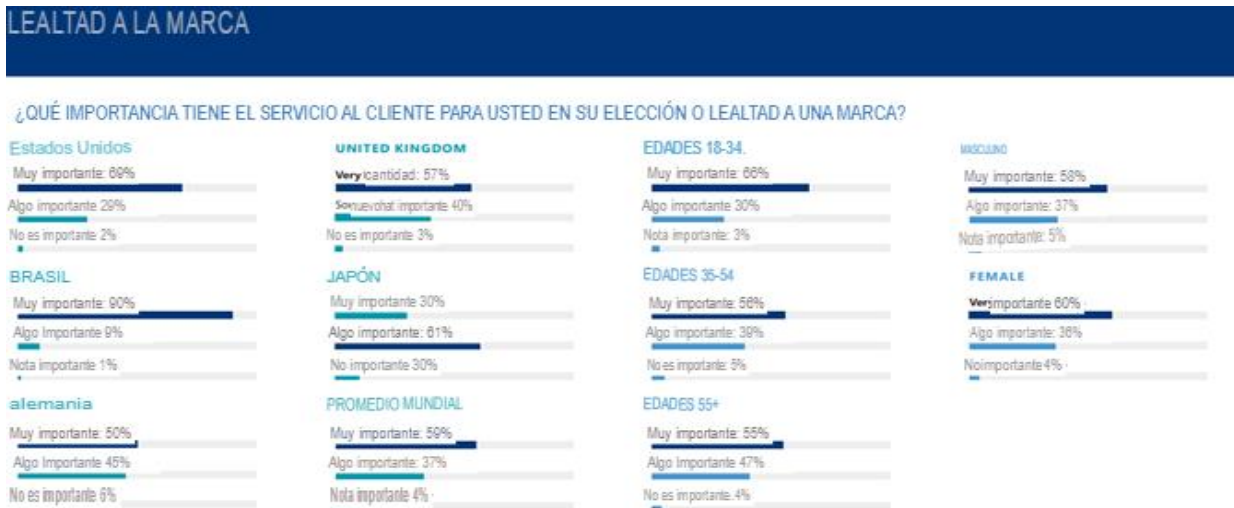 LEALTAD A LA MARCA
¿QUÉ IMPORTANCIA TIENE EL SERVICIO AL CLIENTE PARA USTED EN SU ELECCIÓN O LEALTAD A UNA MARCA?
Estados Unidos
Muy importante: 69%
Algo importante 29%
No es importante 2%
BRASIL
Muy importante: 90%
Algo Importante 9%
Nota importante 1%
alemania
Muy importante: 50%
Algo Importante 45%
No es importante 6%
UNITED KINGDOM
Very cantidad: 57%
importante 40%
No es importante 3%
JAPÓN
Muy importante 30%
Algo importante: 61%
No importante 30%
PROMEDIO MUNDIAL
Muy importante: 59%
Algo importante: 37%
Nota importante 4%
EDADES 18-34.
Muy importante: 66%
Algo importante 30%
Nota importante: 3%
EDADES 35-54
Muy importante: 56%
Algo importante: 39%
No es importante: 5%
EDADES 55+
Muy importante: 55%
Algo Importante 47%
No es importante. 4%
MASCULINO
Muy importante: 58%
Algo importante: 37%
Nota importante: 5%
FEMALE
Very importante 60%
Algo importante: 36%
No importante 4%